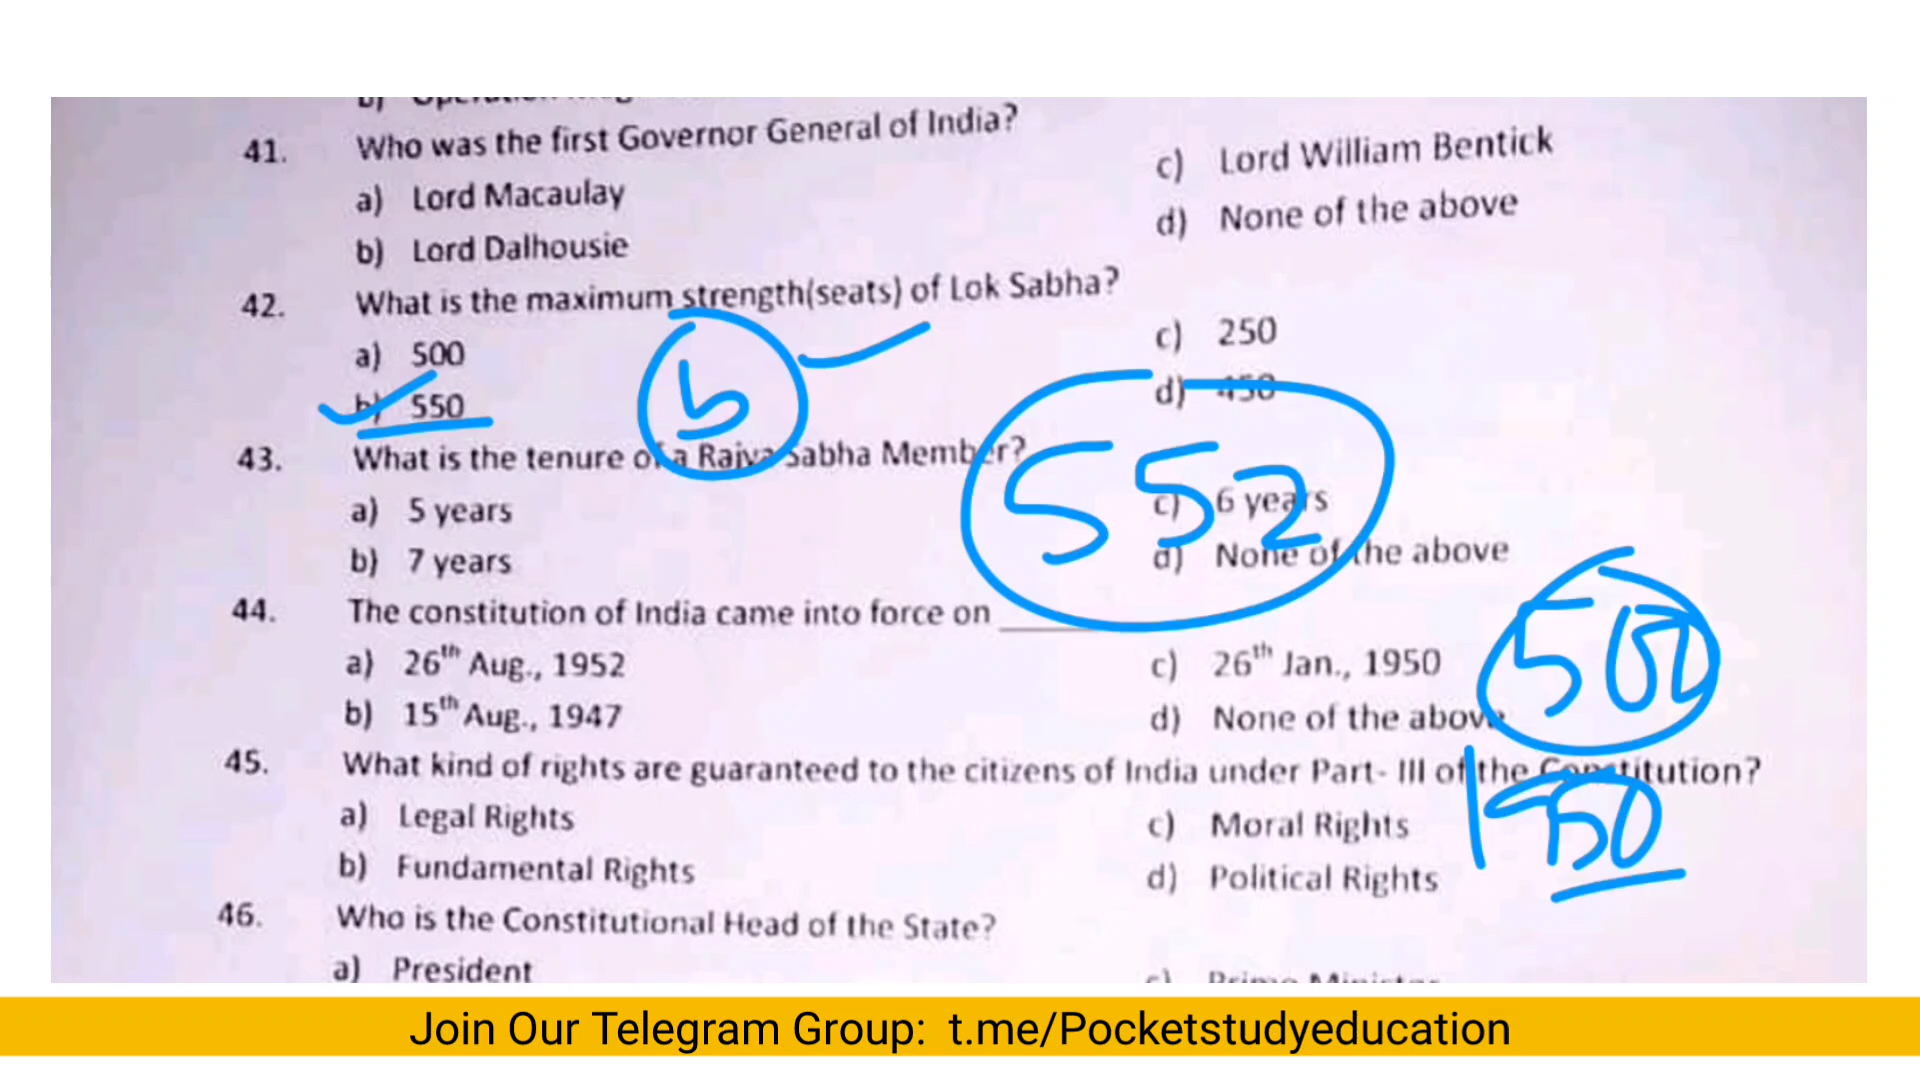 41. Who was the first Governor General of India?
a) Lord Macaulay
c) Lord William Bentick
b) Lord Dalhousie
d) None of the above
42. What is the maximum strength(seats) of Lok Sabha?
a) 500
c) 250
b) 550
d) 450
b
552
43. What is the tenure of a Rajya Sabha Member?
a) 5 years
c) 6 years
b) 7 years
d) None of the above
44. The constitution of India came into force on ________
a) 26th Aug., 1952
c) 26th Jan., 1950
b) 15th Aug., 1947
d) None of the above
45. What kind of rights are guaranteed to the citizens of India under Part- III of the Constitution?
a) Legal Rights
c) Moral Rights
b) Fundamental Rights
d) Political Rights
1950
46. Who is the Constitutional Head of the State?
a) President
Join Our Telegram Group: t.me/Pocketstudyeducation